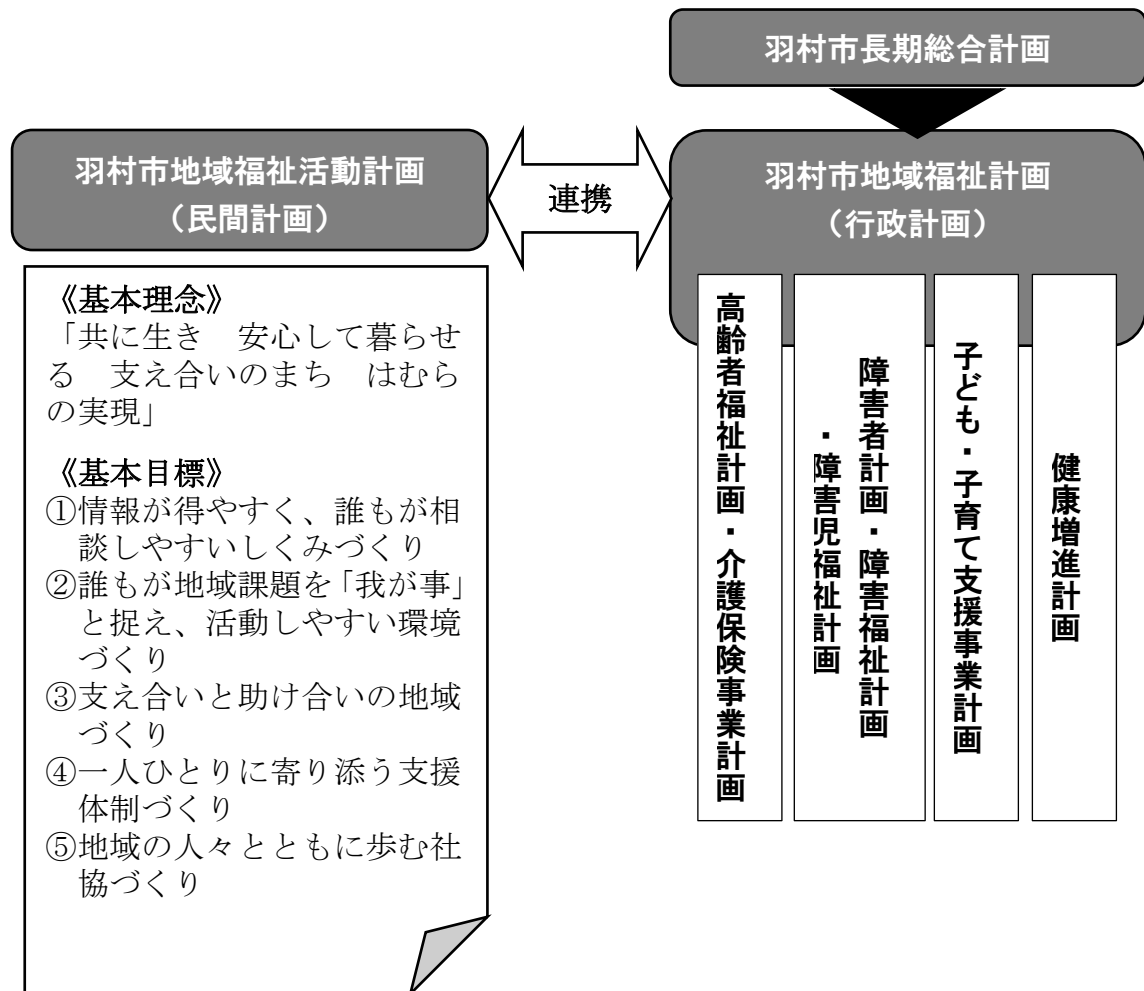 羽村市長期総合計画
羽村市地域福祉活動計画
（民間計画）
連携
羽村市地域福祉計画
（行政計画）
《基本理念》
「共に生き　安心して暮らせ
る　支え合いのまち　はむら
の実現」
《基本目標》
①情報が得やすく、誰もが相
談しやすいしくみづくり
②誰もが地域課題を「我が事」
と捉え、活動しやすい環境
づくり
③支え合いと助け合いの地域
づくり
④一人ひとりに寄り添う支援
体制づくり
⑤地域の人々とともに歩む社
協づくり
高齢者福祉計画・介護保険事業計画
障害者計画・障害福祉計画
・障害児福祉計画
子ども・子育て支援事業計画
健康増進計画